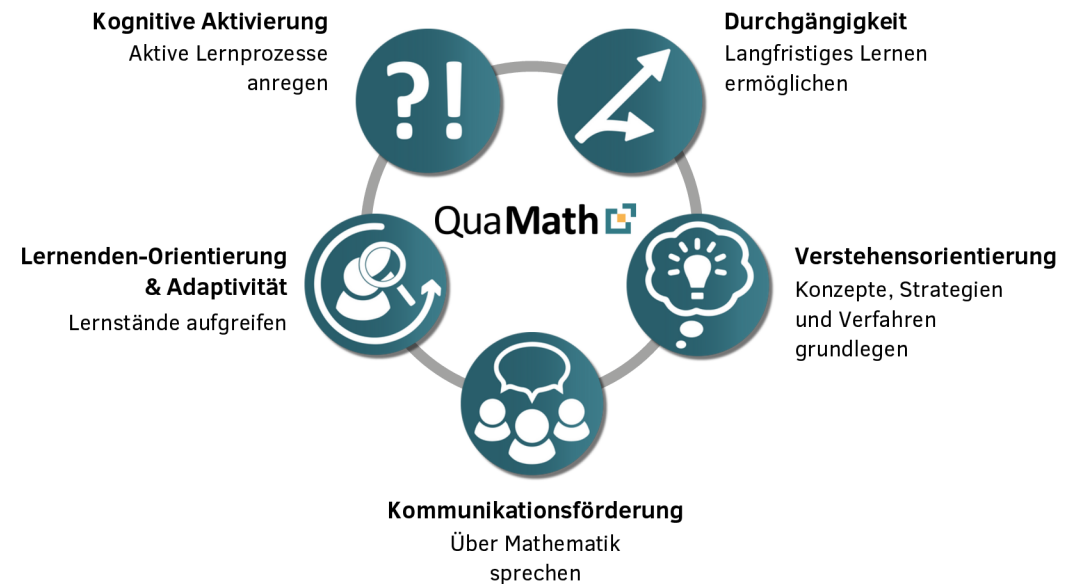 Kognitive Aktivierung
Aktive Lernprozesse
anregen
?!
Durchgängigkeit
Langfristiges Lernen
ermöglichen
QuaMath
Lernenden-Orientierung
& Adaptivität
Lernstände aufgreifen
Verstehensorientierung
Konzepte, Strategien
und Verfahren
grundlegen
Kommunikationsförderung
Über Mathematik
sprechen